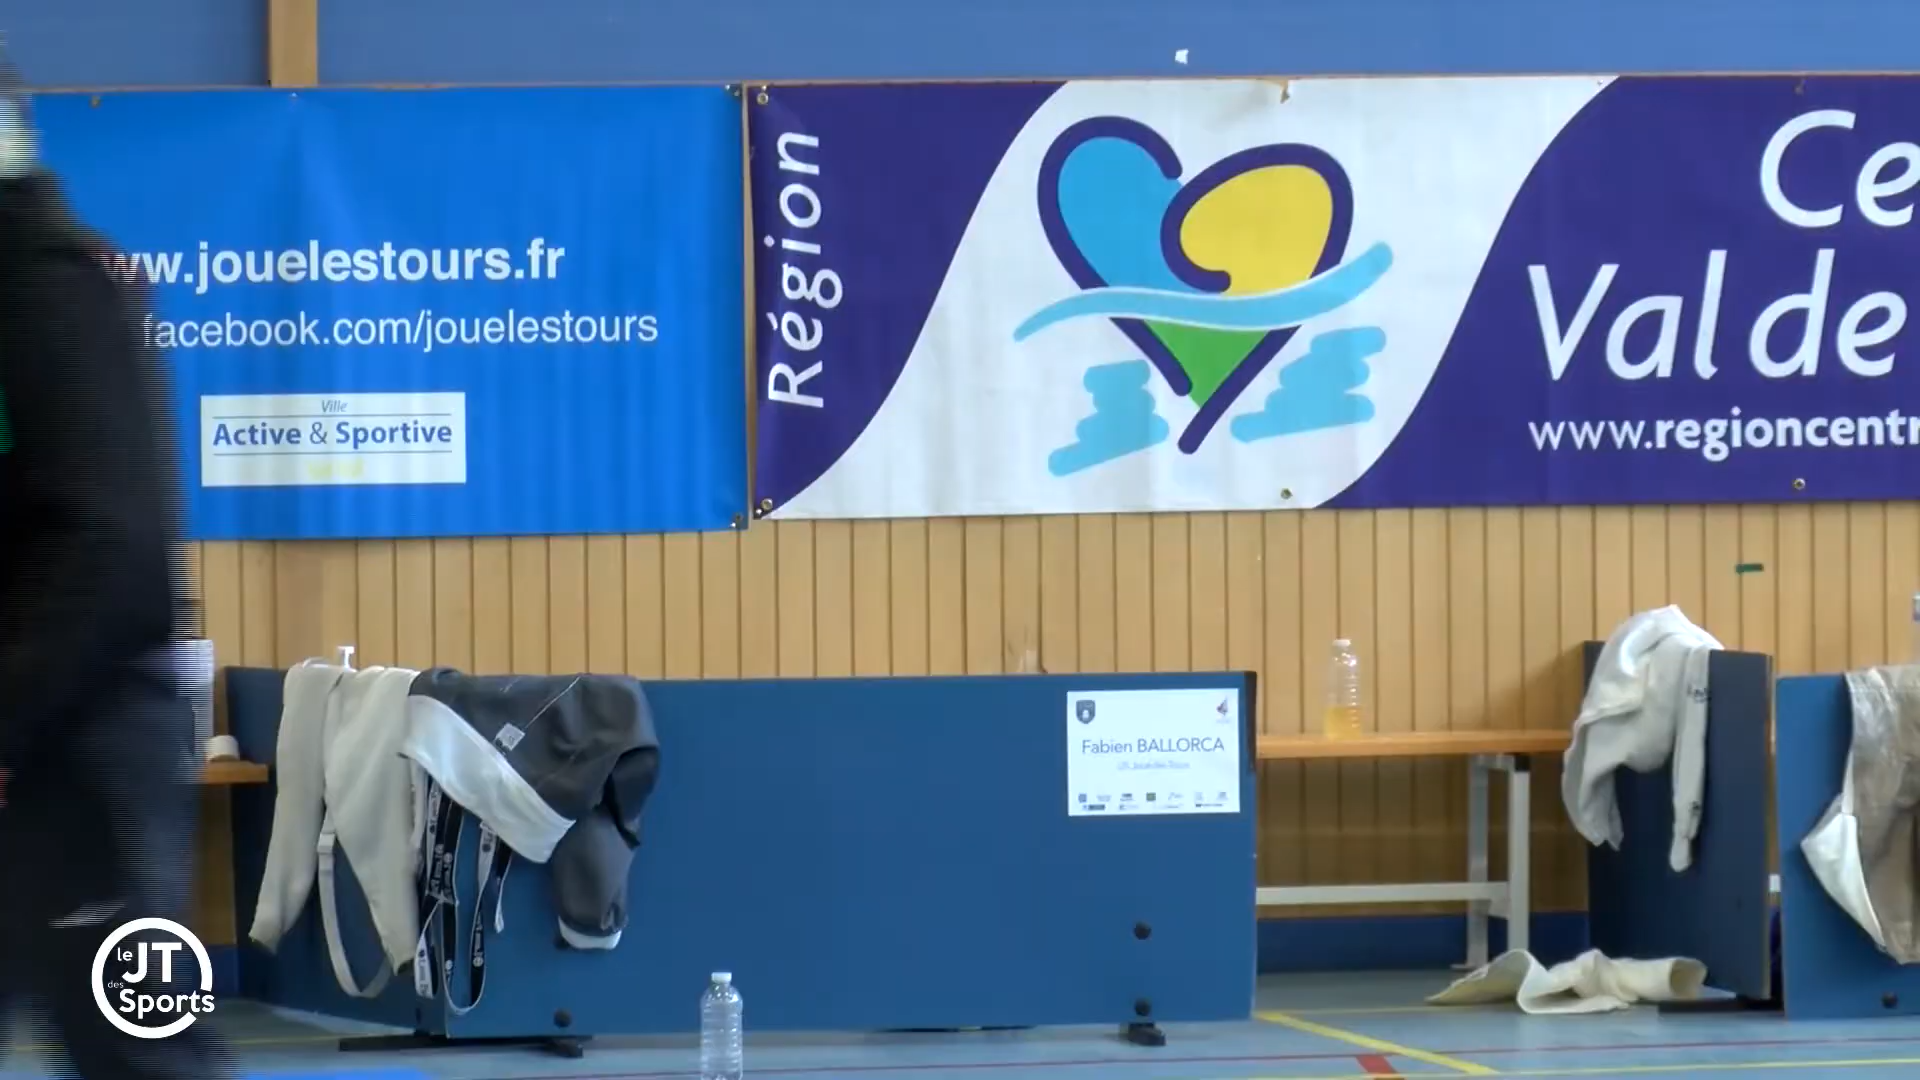 www.jouelestours.fr
facebook.com/jouelestours
Ville
Active & Sportive
Région
Ce
Val de
www.regioncentr
Fabien BALLORCA
le JT
des Sports